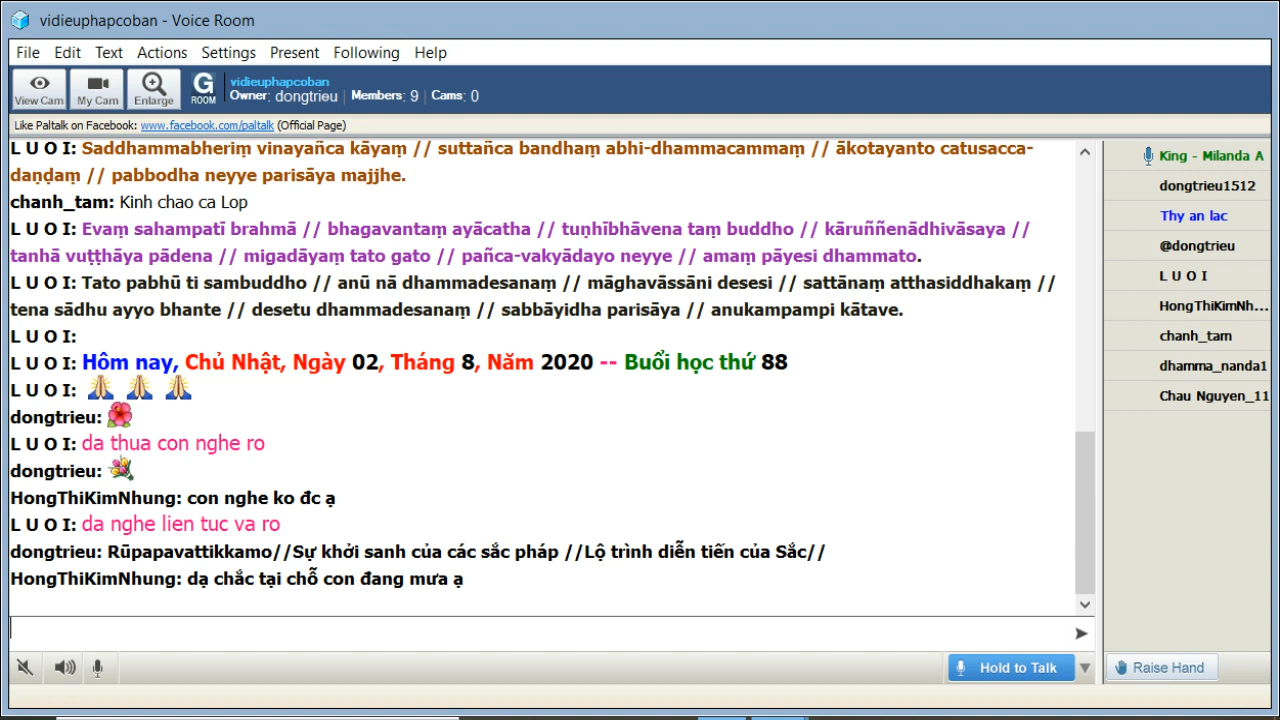 vidieuphapcoban - Voice Room
File Edit Text Actions Settings Present Following Help
View Cam My Cam Enlarge G ROOM
vidieuphapcoban
Owner: dongtrieu | Members: 9 | Cams: 0
Like Paltalk on Facebook: www.facebook.com/paltalk (Official Page)
L U O I: Saddhammabheriṃ vinayañca kāyaṃ // suttañca bandhaṃ abhi-dhammacammaṃ // ākotayanto catusacca-
daṇḍaṃ // pabbodha neyye parisāya majjhe.
chanh_tam: Kinh chao ca Lop
L U O I: Evaṃ sahampatī brahmā // bhagavantaṃ ayācatha // tuṇhībhāvena taṃ buddho // kāruññenādhivāsaya //
tanhā vuṭṭhāya pādena // migadāyaṃ tato gato // pañca-vakyādayo neyye // amaṃ pāyesi dhammato.
L U O I: Tato pabhū ti sambuddho // anū nā dhammadesanaṃ // māghavāssāni desesi // sattānaṃ atthasiddhakaṃ //
tena sādhu ayyo bhante // desetu dhammadesanaṃ // sabbāyidha parisāya // anukampampi kātave.
L U O I:
L U O I: Hôm nay, Chủ Nhật, Ngày 02, Tháng 8, Năm 2020 -- Buổi học thứ 88
L U O I:
dongtrieu:
L U O I: da thua con nghe ro
dongtrieu:
HongThiKimNhung: con nghe ko đc ạ
L U O I: da nghe lien tuc va ro
dongtrieu: Rūpapavattikkamo//Sự khởi sanh của các sắc pháp //Lộ trình diễn tiến của Sắc//
HongThiKimNhung: dạ chắc tại chỗ con đang mưa ạ
King - Milanda A
dongtrieu1512
Thy an lac
@dongtrieu
L U O I
HongThiKimNh...
chanh_tam
dhamma_nanda1
Chau Nguyen_11
Hold to Talk
Raise Hand